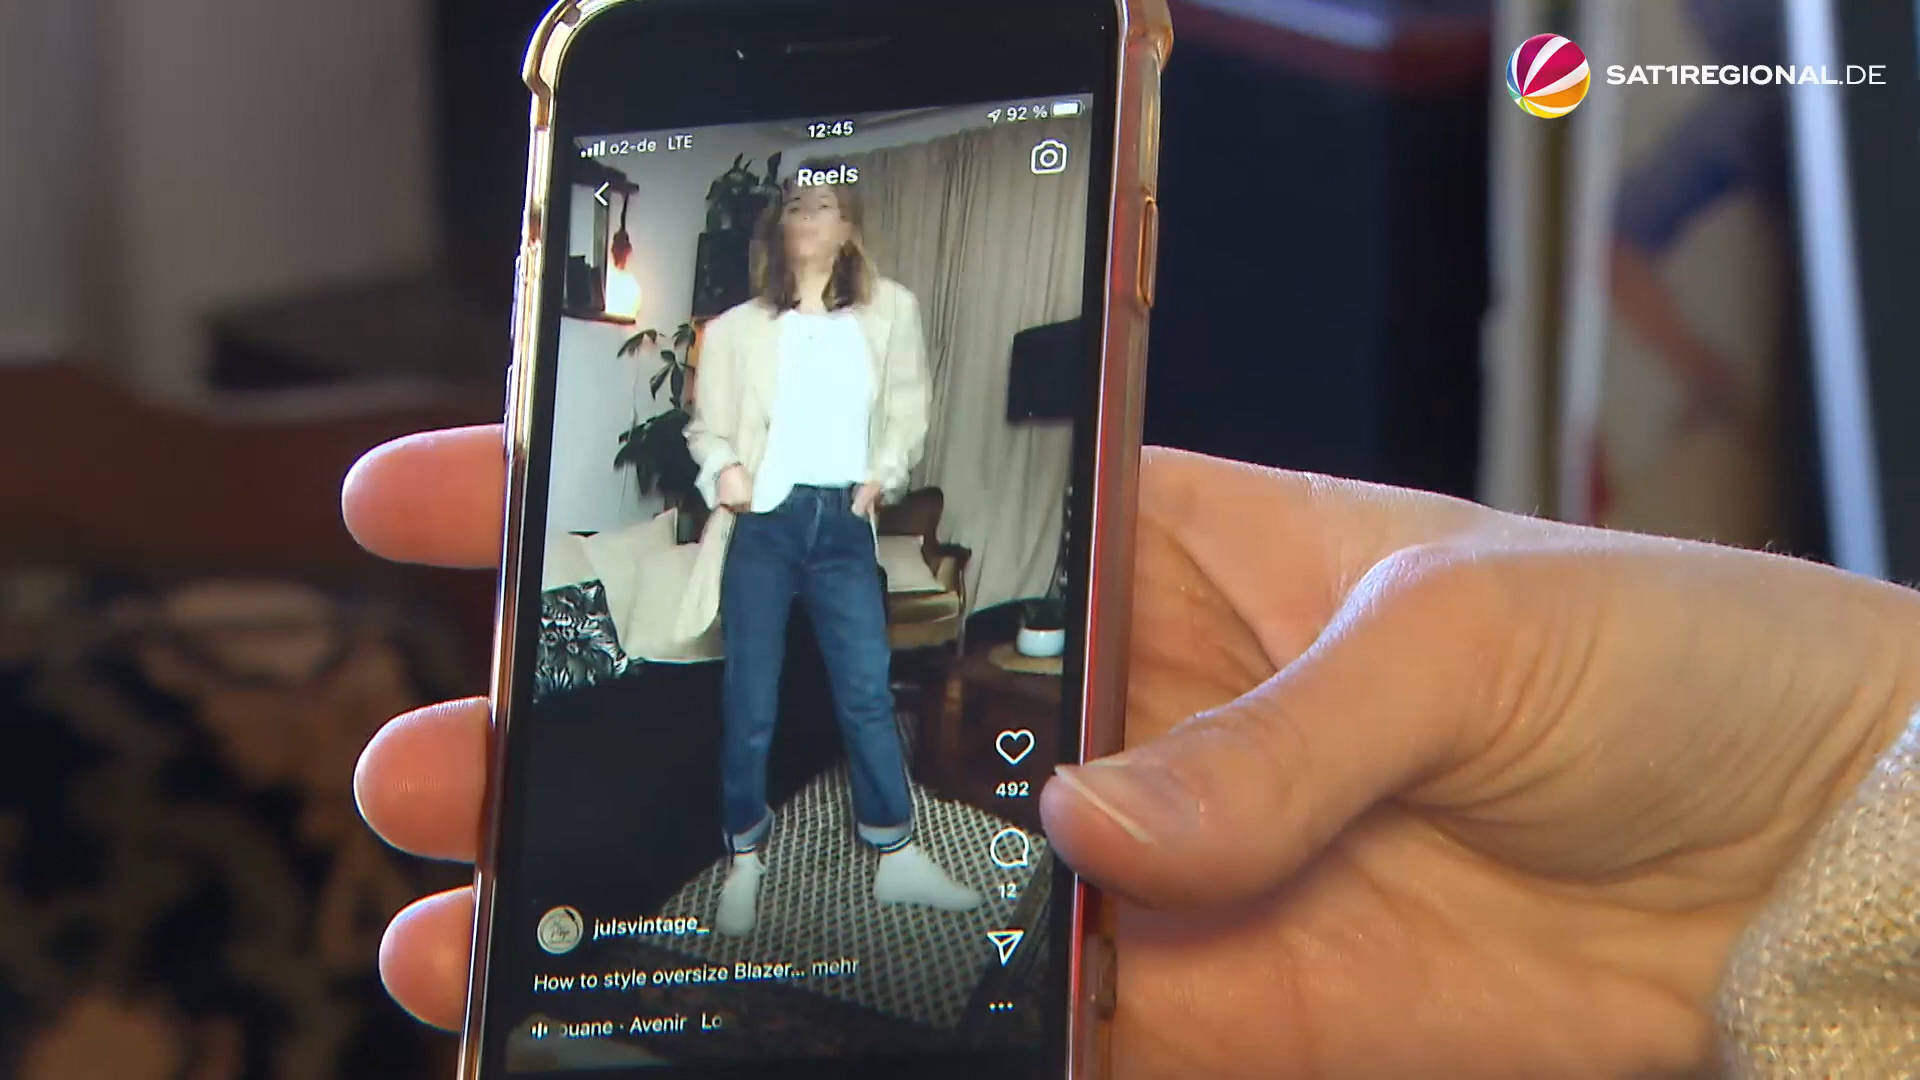 SAT1REGIONAL.DE
o2-de LTE
12:45
92 %
Reels
492
12
julsvintage_
How to style oversize Blazer... mehr
ouane · Avenir